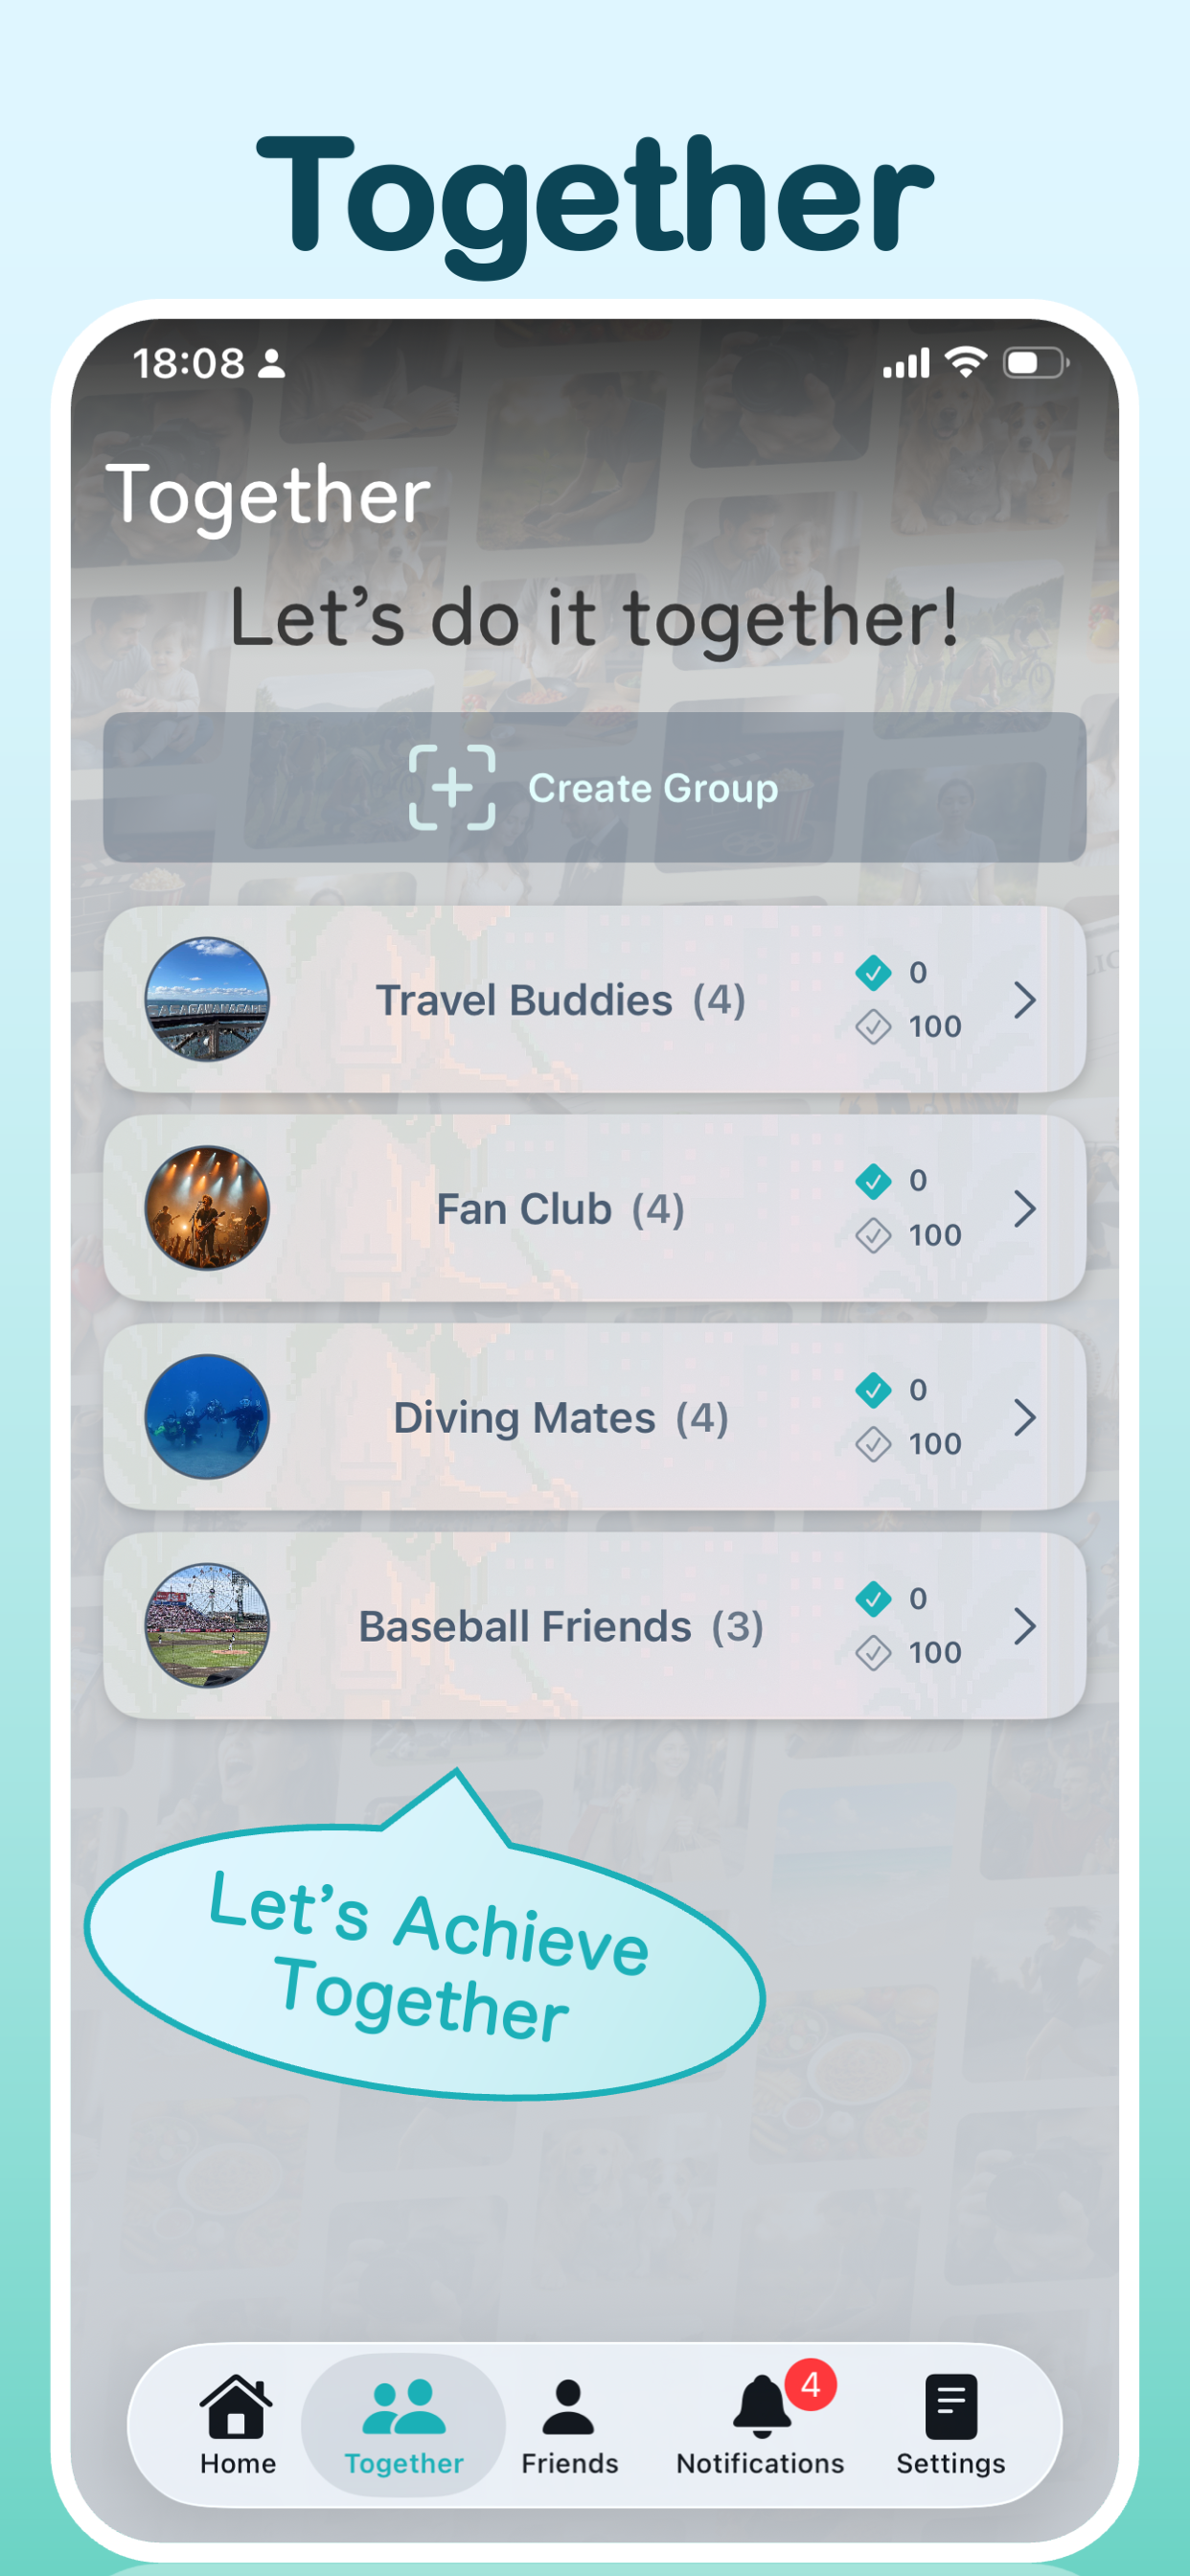 Together
18:08
Together
Let's do it together!
Create Group
Travel Buddies (4)
0
100
Fan Club (4)
0
100
Diving Mates (4)
0
100
Baseball Friends (3)
0
100
Let's Achieve
Together
4
Home Together Friends Notifications Settings